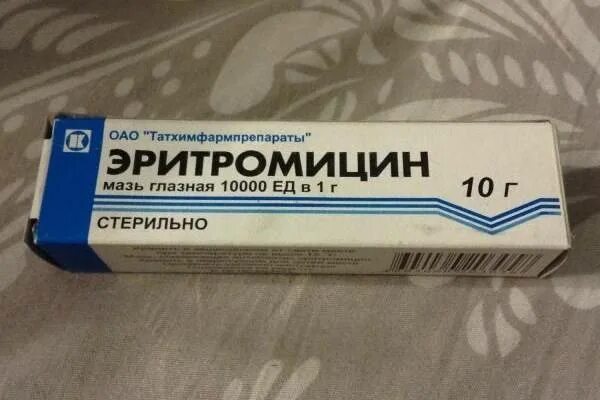 ОАО "Татхимфармпрепараты"
ЭРИТРОМИЦИН
мазь глазная 10000 ЕД в 1 г
10 г
СТЕРИЛЬНО